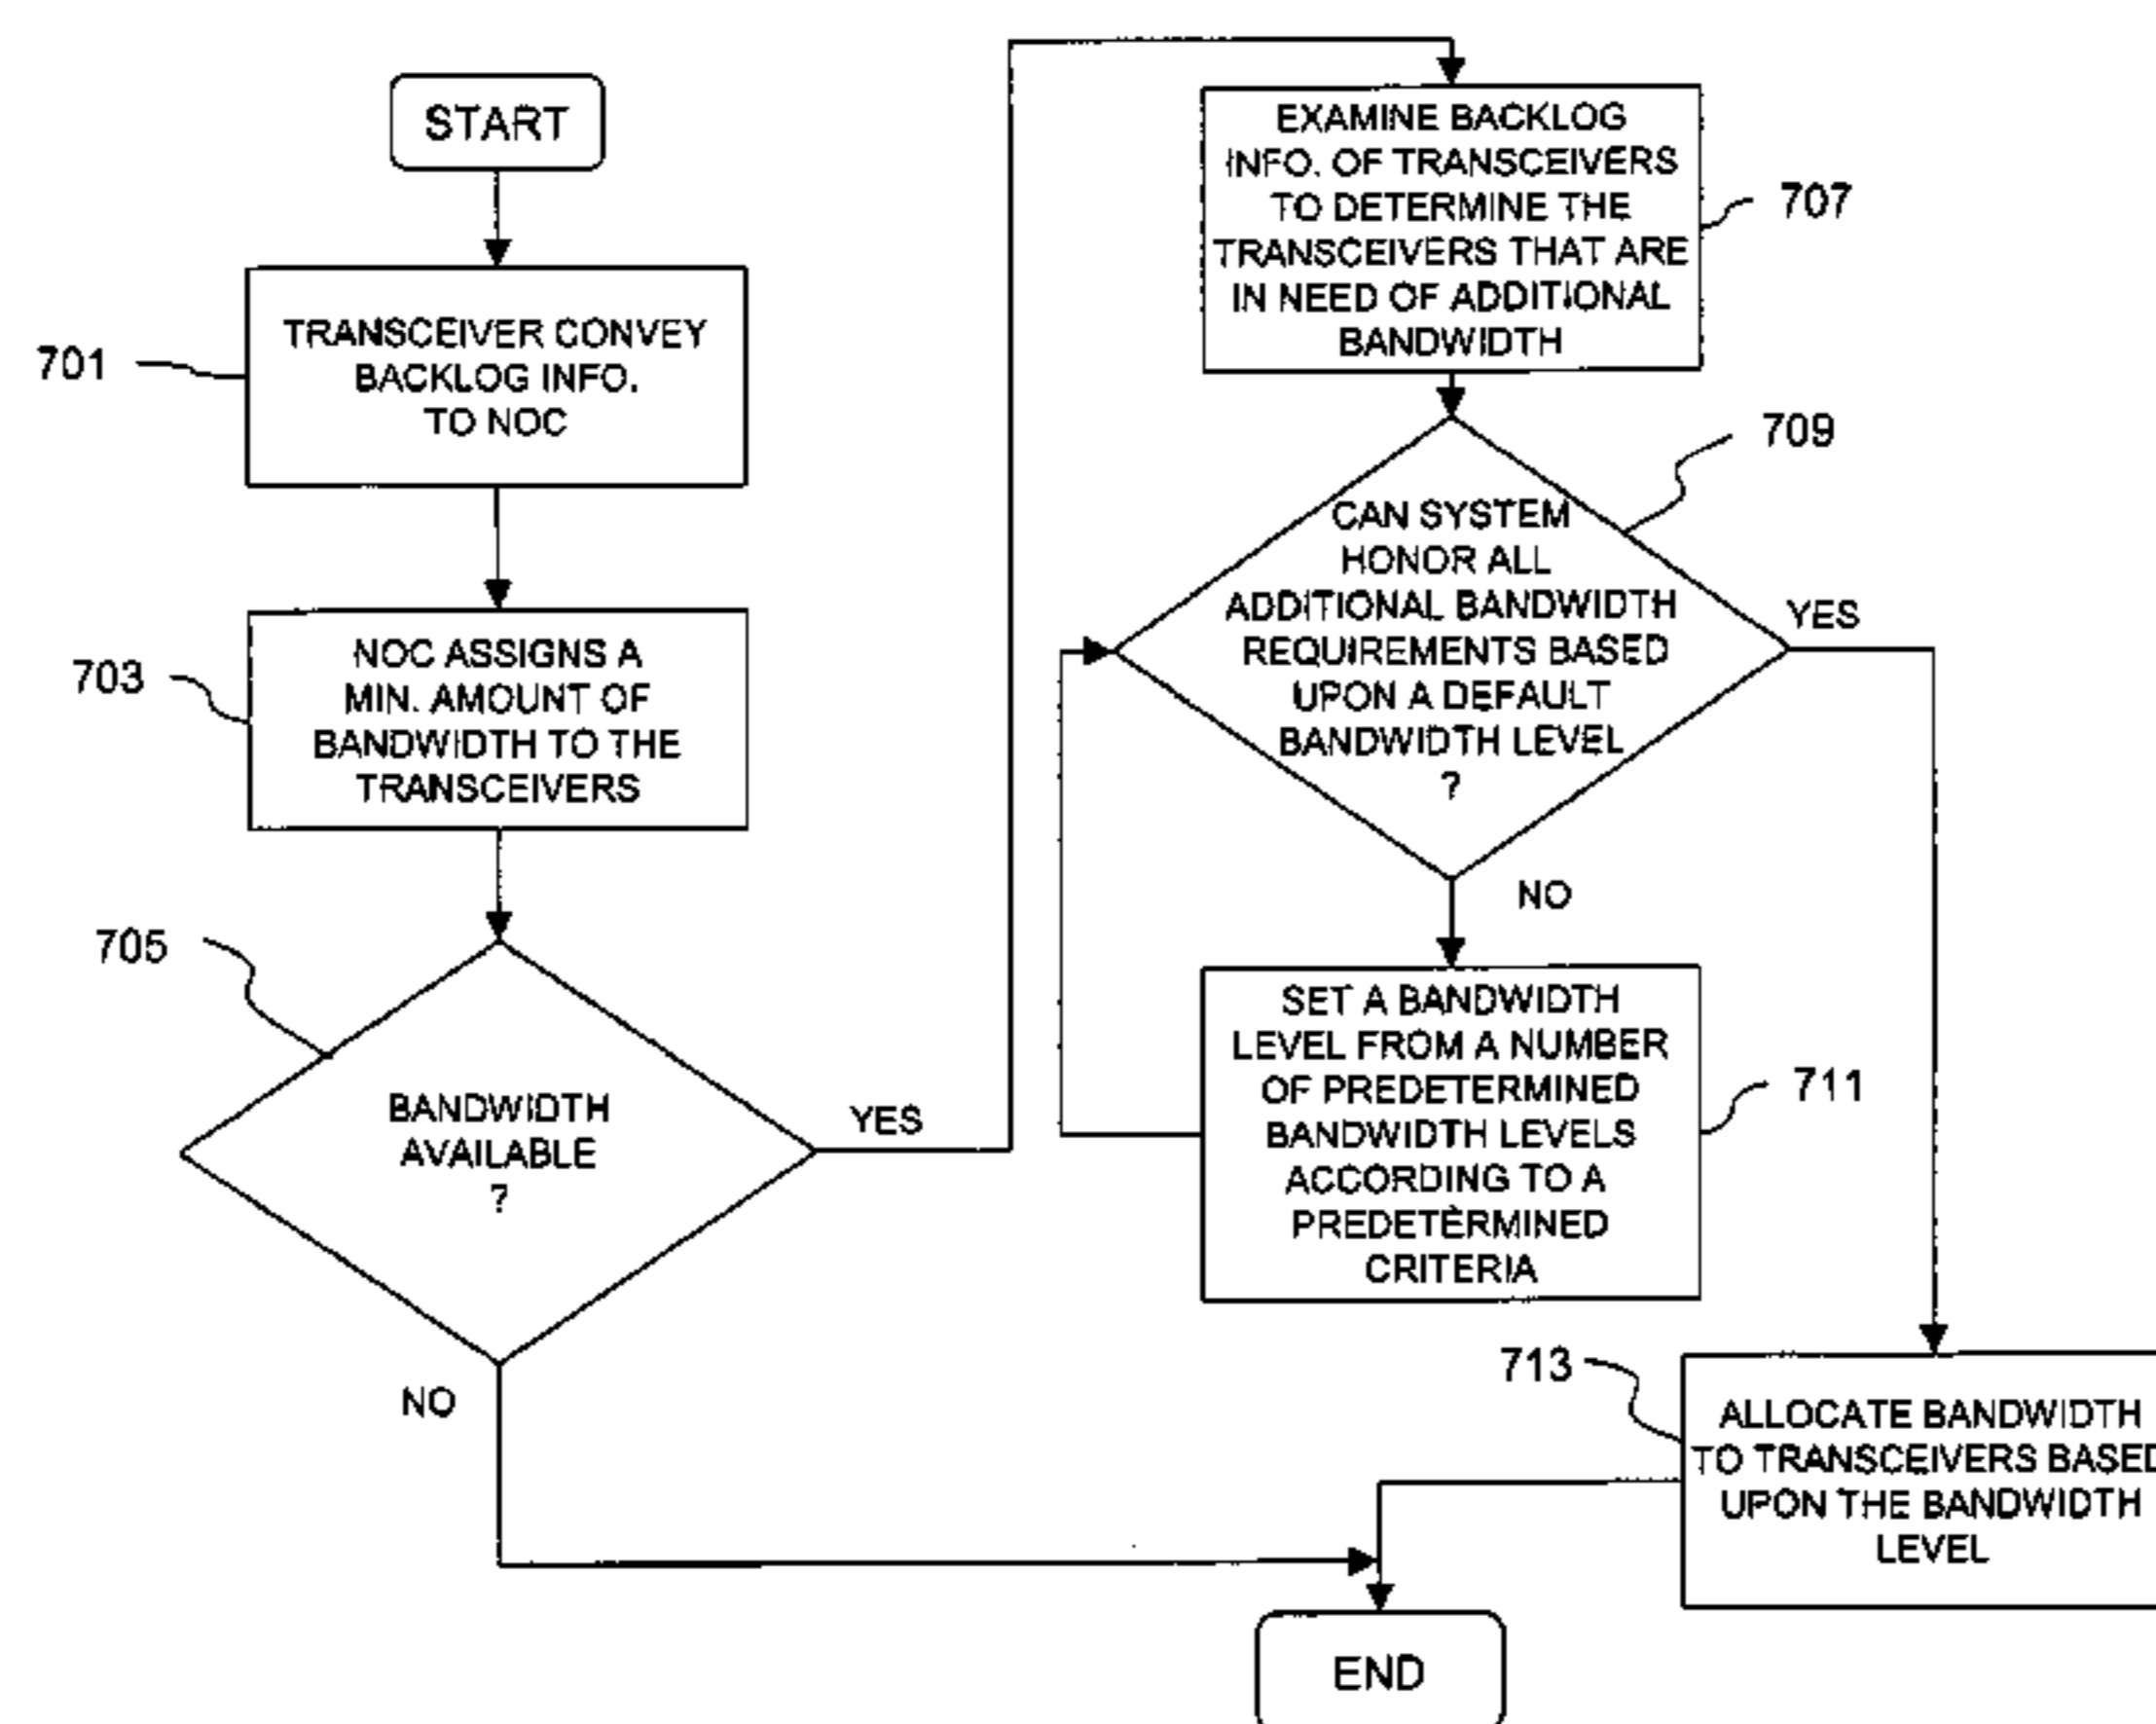 START
701
TRANSCEIVER CONVEY
BACKLOG INFO.
TO NOC
703
NOC ASSIGNS A
MIN. AMOUNT OF
BANDWIDTH TO THE
TRANSCEIVERS
705
BANDWIDTH
AVAILABLE
?
YES
NO
EXAMINE BACKLOG
INFO. OF TRANSCEIVERS
TO DETERMINE THE
TRANSCEIVERS THAT ARE
IN NEED OF ADDITIONAL
BANDWIDTH
707
709
CAN SYSTEM
HONOR ALL
ADDITIONAL BANDWIDTH
REQUIREMENTS BASED
UPON A DEFAULT
BANDWIDTH LEVEL
?
YES
NO
SET A BANDWIDTH
LEVEL FROM A NUMBER
OF PREDETERMINED
BANDWIDTH LEVELS
ACCORDING TO A
PREDETERMINED
CRITERIA
711
713
ALLOCATE BANDWIDTH
TO TRANSCEIVERS BASED
UPON THE BANDWIDTH
LEVEL
END